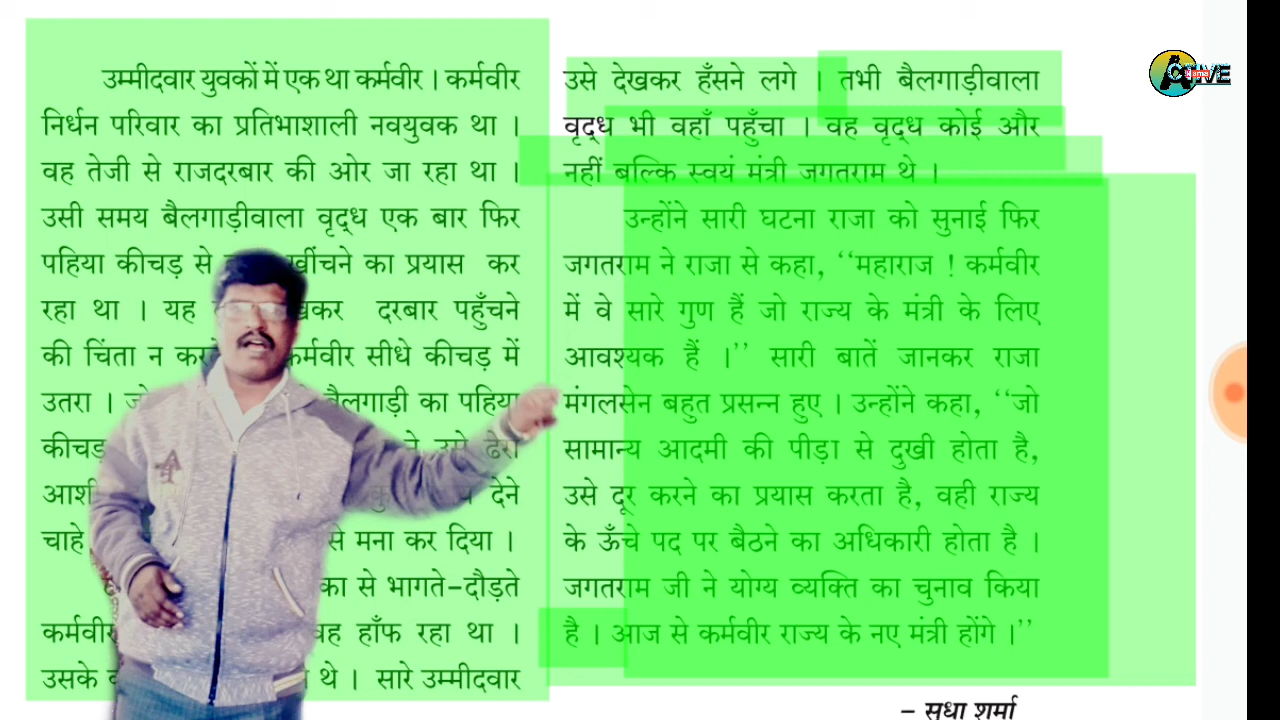 उम्मीदवार युवकों में एक था कर्मवीर । कर्मवीर
निर्धन परिवार का प्रतिभाशाली नवयुवक था ।
वह तेजी से राजदरबार की ओर जा रहा था ।
उसी समय बैलगाड़ीवाला वृद्ध एक बार फिर
पहिया कीचड़ से खींचने का प्रयास कर
रहा था । यह दरबार पहुँचने
की चिंता न कर्मवीर सीधे कीचड़ में
उतरा । बैलगाड़ी का पहिया
कीचड़ उसे ढेरों
देने
चाहे से मना कर दिया ।
से भागते-दौड़ते
कर्मवीर वह हाँफ रहा था ।
उसके थे । सारे उम्मीदवार
उसे देखकर हँसने लगे । तभी बैलगाड़ीवाला
वृद्ध भी वहाँ पहुँचा । वह वृद्ध कोई और
नहीं बल्कि स्वयं मंत्री जगतराम थे ।
उन्होंने सारी घटना राजा को सुनाई फिर
जगतराम ने राजा से कहा, ‘‘महाराज ! कर्मवीर
में वे सारे गुण हैं जो राज्य के मंत्री के लिए
आवश्यक हैं ।’’ सारी बातें जानकर राजा
मंगलसेन बहुत प्रसन्न हुए । उन्होंने कहा, ‘‘जो
सामान्य आदमी की पीड़ा से दुखी होता है,
उसे दूर करने का प्रयास करता है, वही राज्य
के ऊँचे पद पर बैठने का अधिकारी होता है ।
जगतराम जी ने योग्य व्यक्ति का चुनाव किया
है । आज से कर्मवीर राज्य के नए मंत्री होंगे ।’’
– सुधा शर्मा